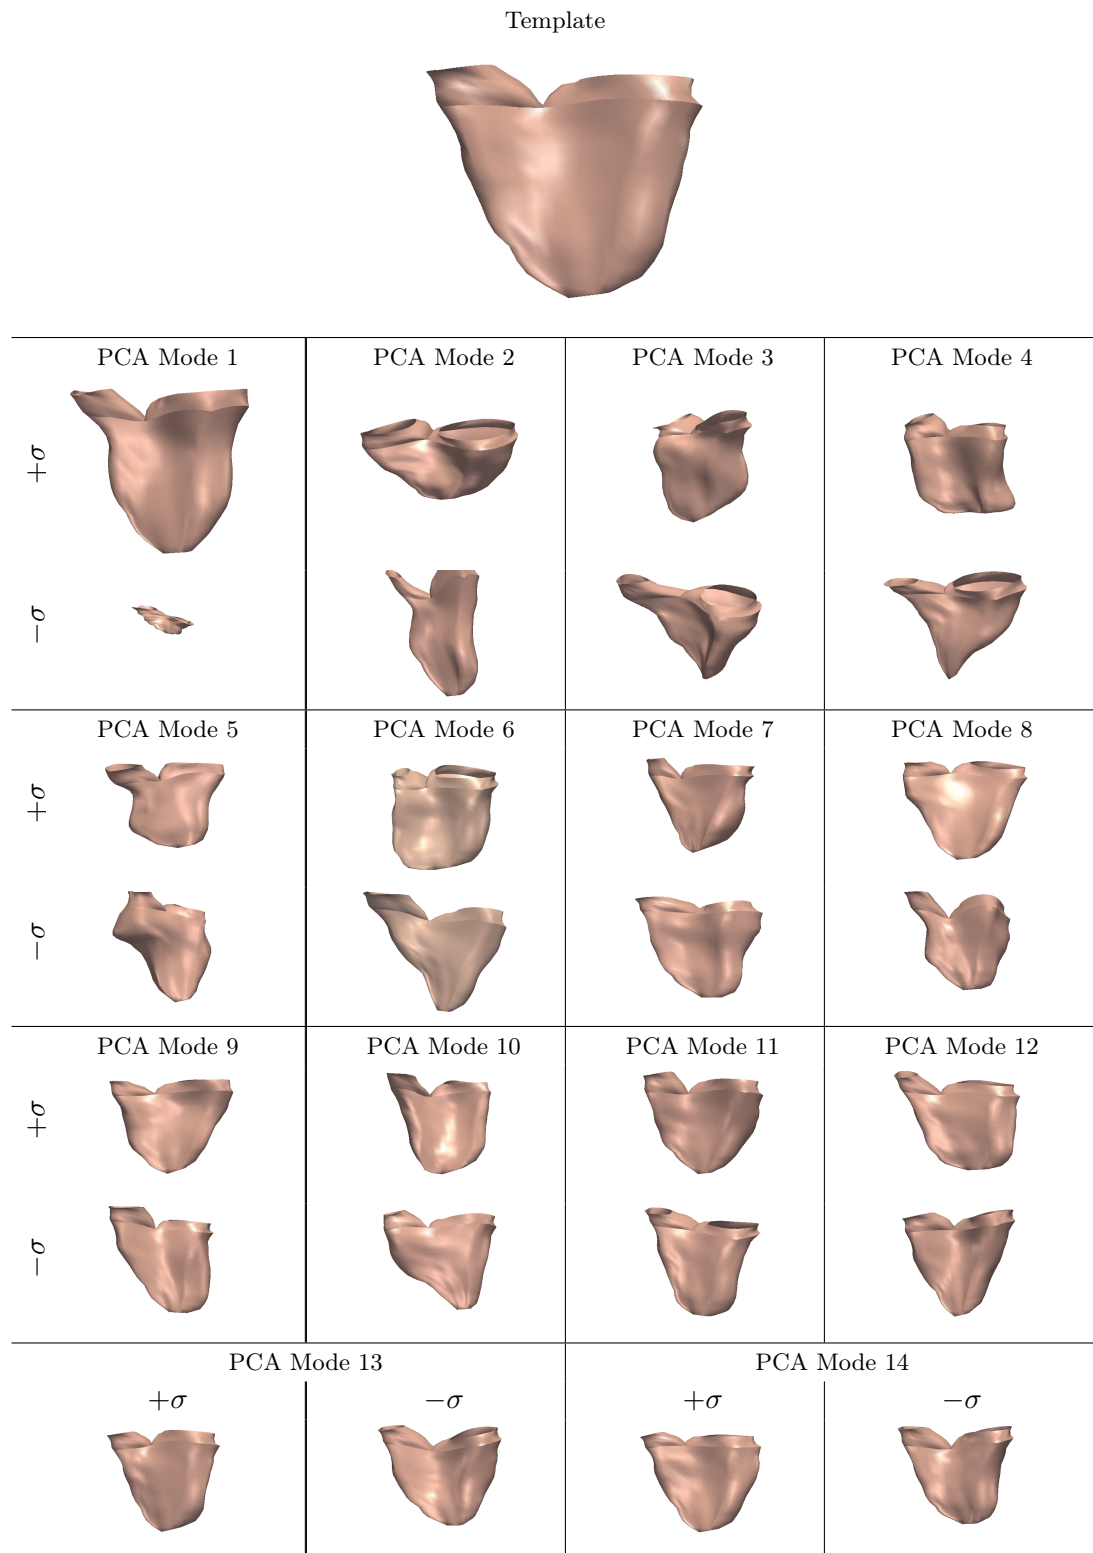 Template
PCA Mode 1 PCA Mode 2 PCA Mode 3 PCA Mode 4
+σ
−σ
PCA Mode 5 PCA Mode 6 PCA Mode 7 PCA Mode 8
+σ
−σ
PCA Mode 9 PCA Mode 10 PCA Mode 11 PCA Mode 12
+σ
−σ
PCA Mode 13 PCA Mode 14
+σ −σ +σ −σ